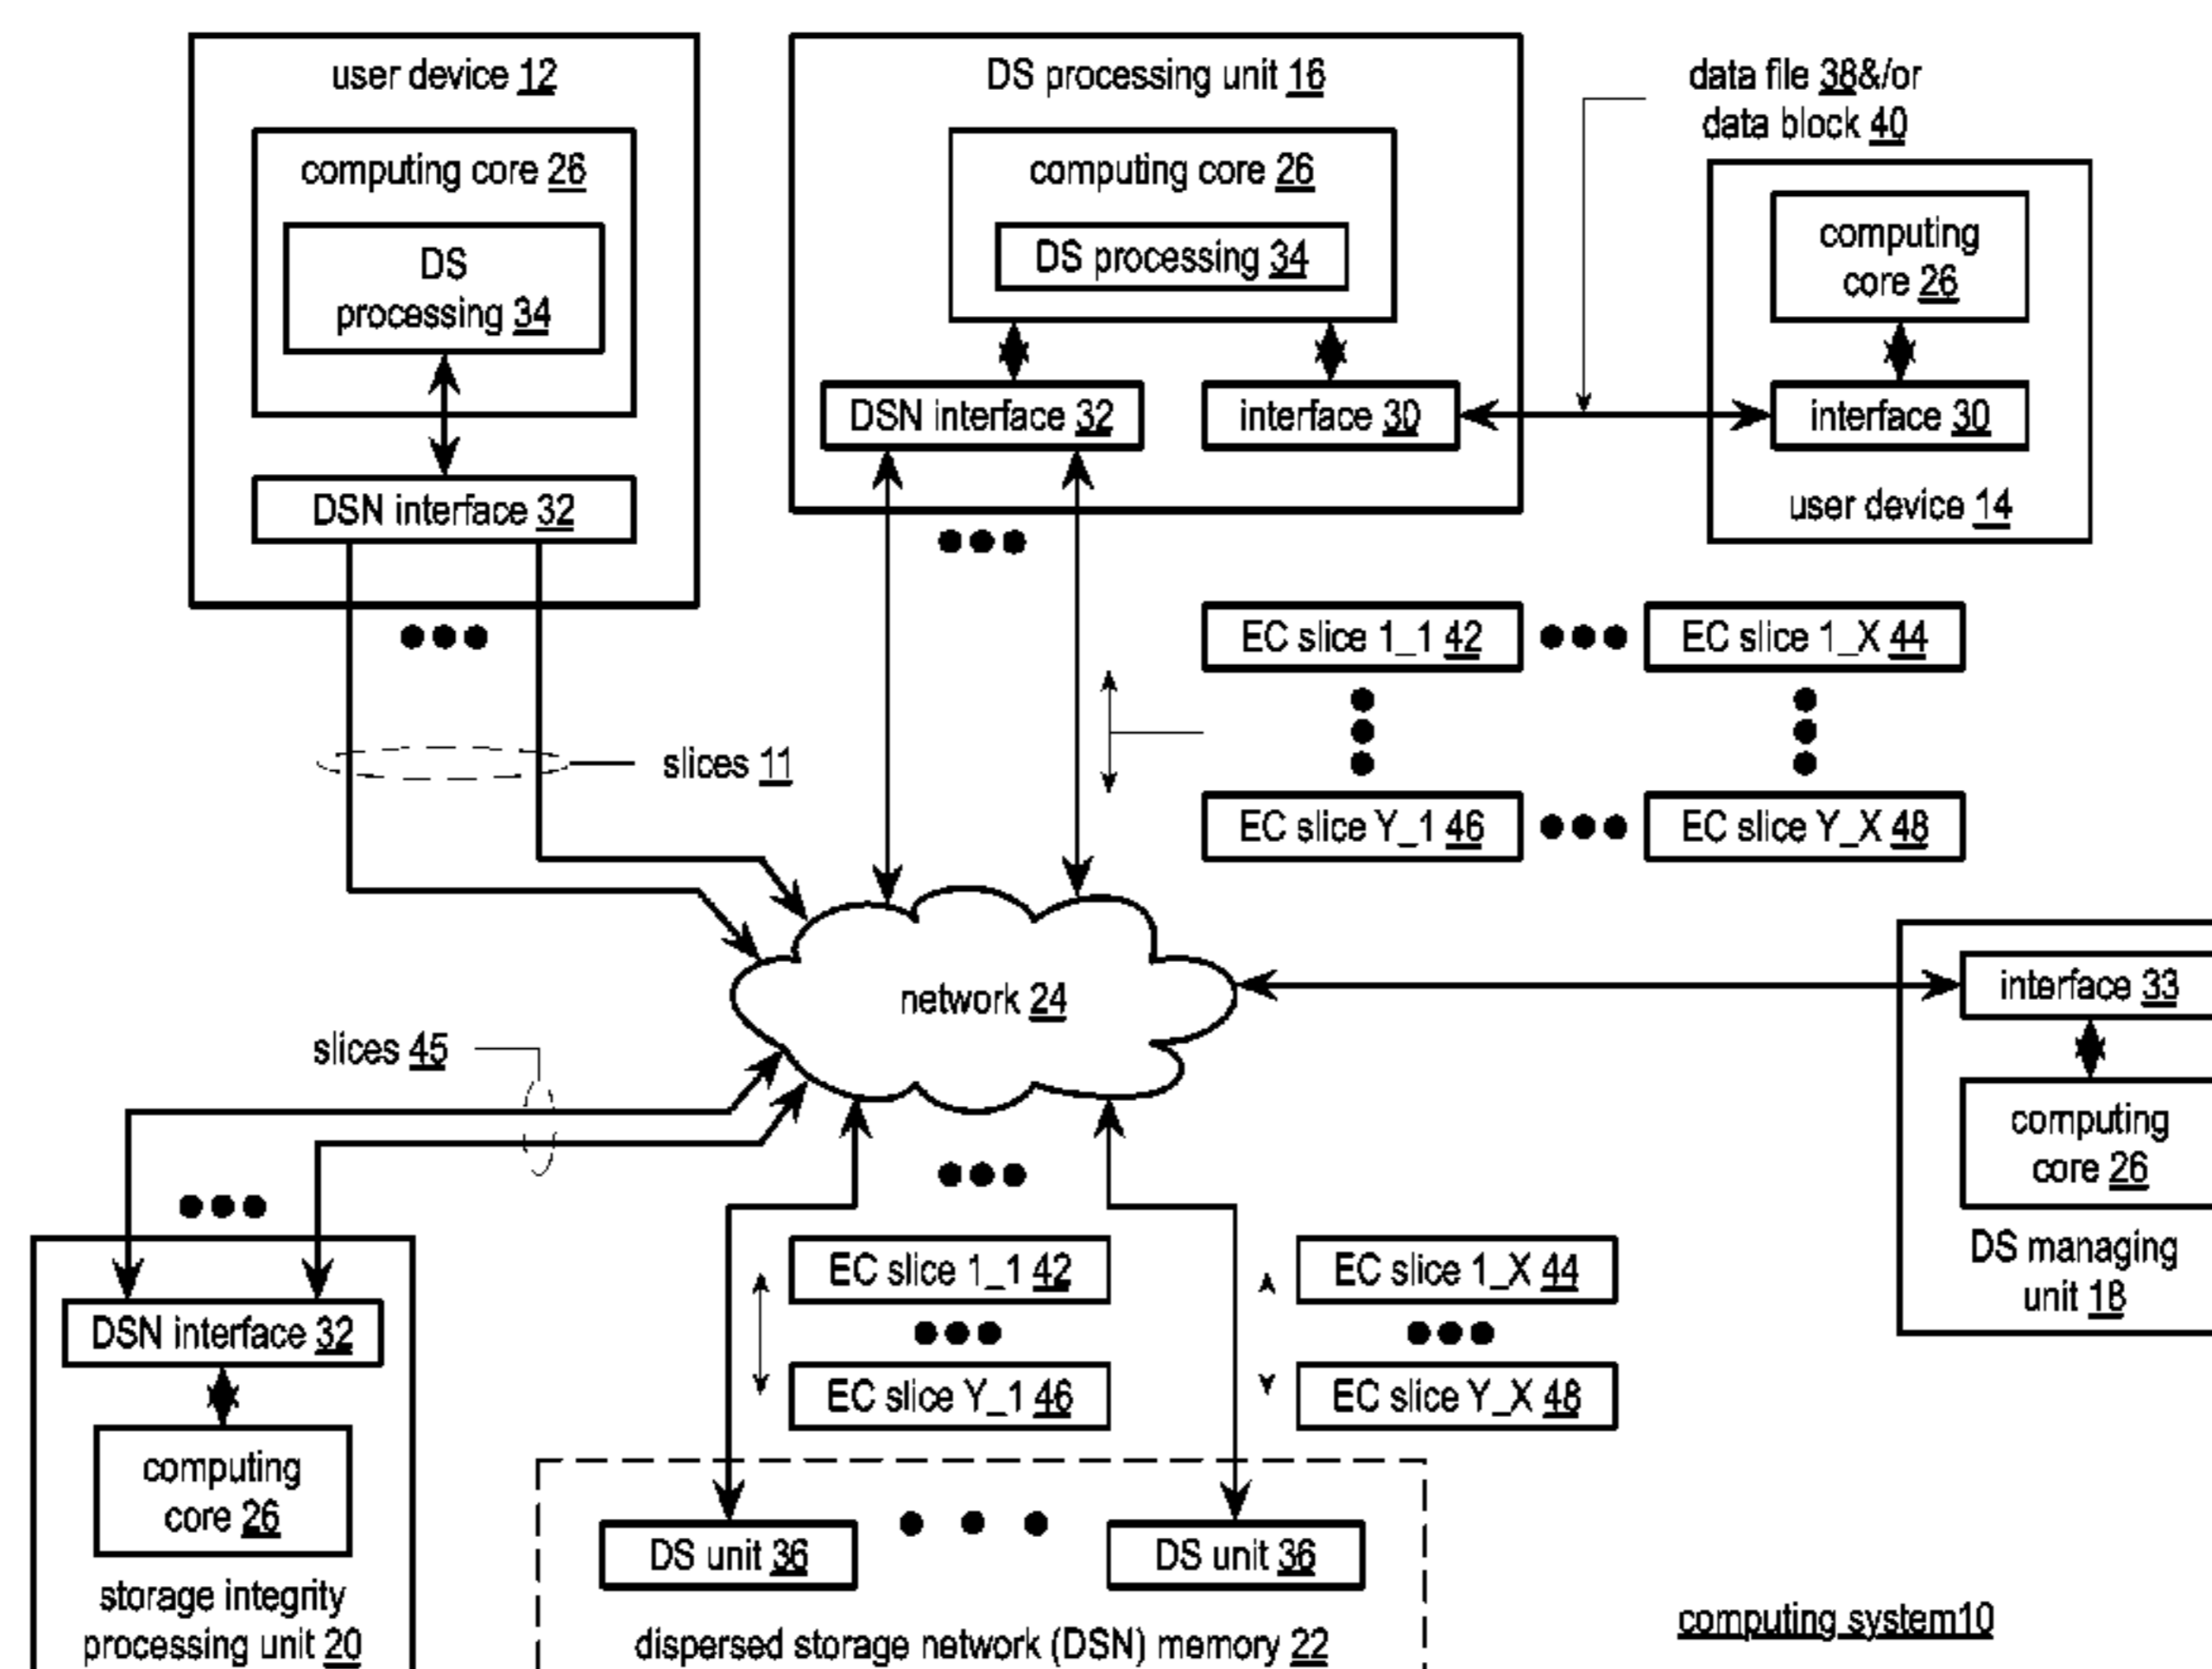 user device 12
computing core 26
DS
processing 34
DSN interface 32
DS processing unit 16
computing core 26
DS processing 34
DSN interface 32
interface 30
data file 38&/or
data block 40
computing
core 26
interface 30
user device 14
EC slice 1_1 42
EC slice 1_X 44
EC slice Y_1 46
EC slice Y_X 48
slices 11
network 24
interface 33
computing
core 26
DS managing
unit 18
slices 45
DSN interface 32
computing
core 26
storage integrity
processing unit 20
EC slice 1_1 42
EC slice Y_1 46
EC slice 1_X 44
EC slice Y_X 48
DS unit 36
DS unit 36
dispersed storage network (DSN) memory 22
computing system10